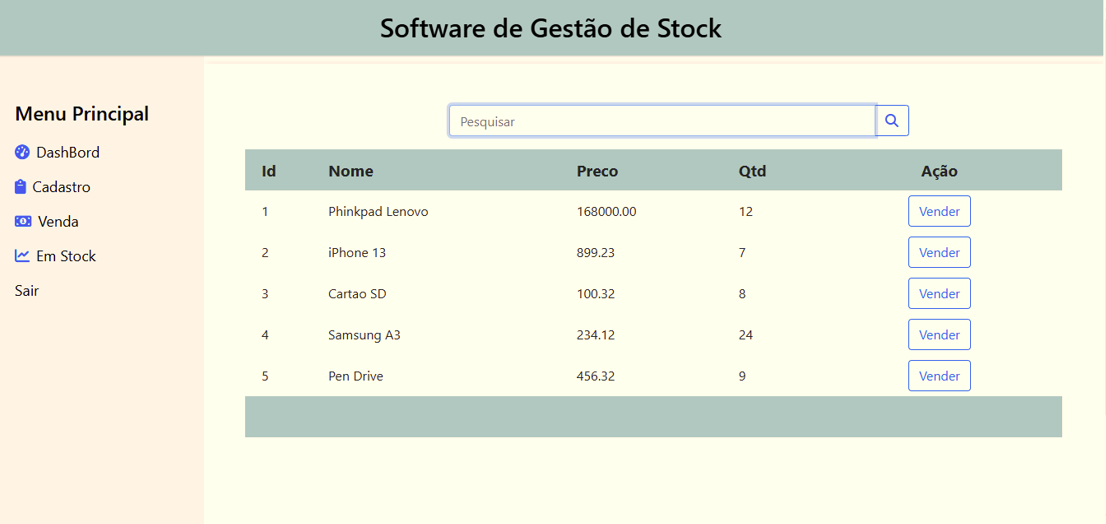 Software de Gestão de Stock
Menu Principal
DashBord
Cadastro
Venda
Em Stock
Sair
Pesquisar
Id Nome Preco Qtd Ação
1 Phinkpad Lenovo 168000.00 12 Vender
2 iPhone 13 899.23 7 Vender
3 Cartao SD 100.32 8 Vender
4 Samsung A3 234.12 24 Vender
5 Pen Drive 456.32 9 Vender